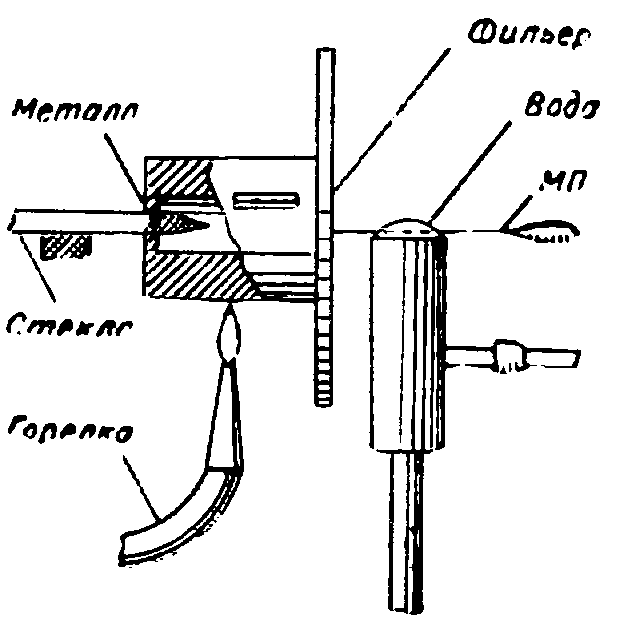 Фильер
Металл
Вода
МП
Стекло
Горелка